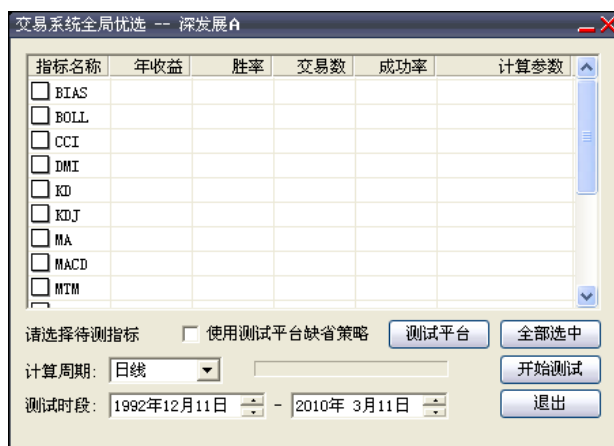 交易系统全局优选 -- 深发展A
指标名称 年收益 胜率 交易数 成功率 计算参数
BIAS
BOLL
CCI
DMI
KD
KDJ
MA
MACD
MTM
请选择待测指标 使用测试平台缺省策略 测试平台 全部选中
计算周期: 日线 开始测试
测试时段: 1992年12月11日 - 2010年 3月11日 退出